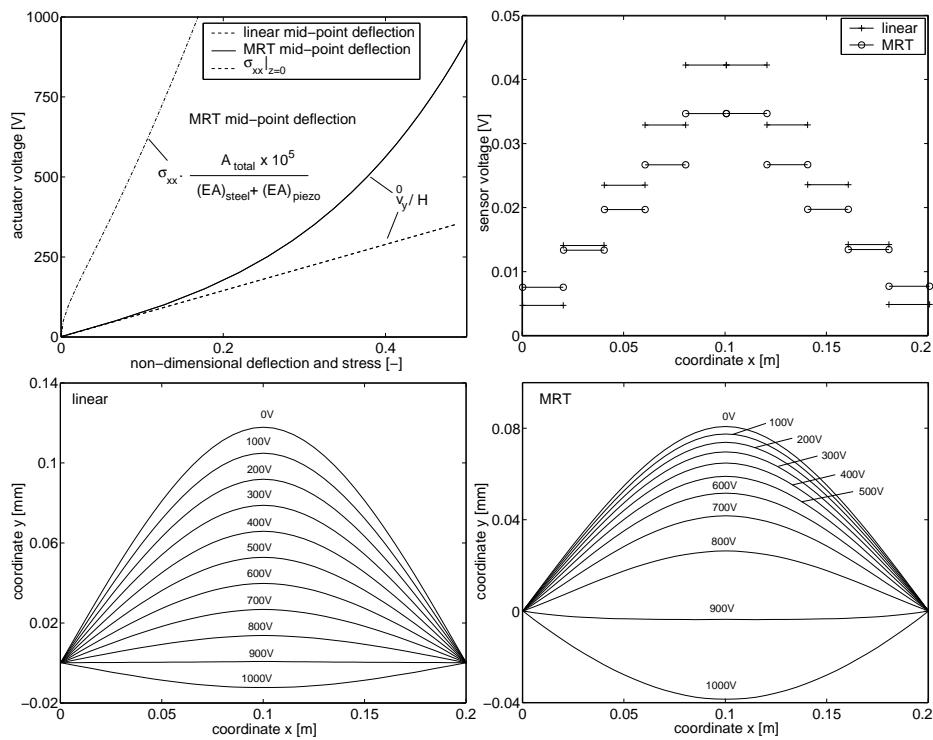 1000
750
500
250
0
0
0.2
0.4
actuator voltage [V]
non−dimensional deflection and stress [−]
linear mid−point deflection
MRT mid−point deflection
σxx|z=0
MRT mid−point deflection
σxx · A total x 10^5 / (EA)steel + (EA)piezo
0
vy / H
0.05
0.04
0.03
0.02
0.01
0
0
0.05
0.1
0.15
0.2
sensor voltage [V]
coordinate x [m]
linear
MRT
0.14
0.1
0.06
0.02
−0.02
0
0.05
0.1
0.15
0.2
coordinate y [mm]
coordinate x [m]
linear
0V
100V
200V
300V
400V
500V
600V
700V
800V
900V
1000V
0.08
0.04
0
−0.04
0
0.05
0.1
0.15
0.2
coordinate y [mm]
coordinate x [m]
MRT
0V
100V
200V
300V
400V
500V
600V
700V
800V
900V
1000V